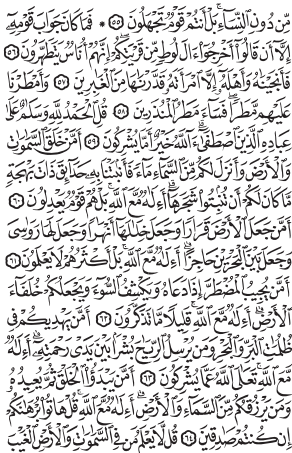 مِّن دُونِ ٱلنِّسَآءِۚ بَلْ أَنتُمْ قَوْمٌ تَجْهَلُونَ ٥٥ ۞ فَمَا كَانَ جَوَابَ قَوْمِهِۦٓ
إِلَّآ أَن قَالُوٓا۟ أَخْرِجُوٓا۟ ءَالَ لُوطٍ مِّن قَرْيَتِكُمْۖ إِنَّهُمْ أُنَاسٌ يَتَطَهَّرُونَ ٥٦
فَأَنجَيْنَٰهُ وَأَهْلَهُۥٓ إِلَّا ٱمْرَأَتَهُۥ قَدَّرْنَٰهَا مِنَ ٱلْغَٰبِرِينَ ٥٧ وَأَمْطَرْنَا
عَلَيْهِم مَّطَرًاۖ فَسَآءَ مَطَرُ ٱلْمُنذَرِينَ ٥٨ قُلِ ٱلْحَمْدُ لِلَّهِ وَسَلَٰمٌ عَلَىٰ
عِبَادِهِ ٱلَّذِينَ ٱصْطَفَىٰٓۗ ءَآللَّهُ خَيْرٌ أَمَّا يُشْرِكُونَ ٥٩ أَمَّنْ خَلَقَ ٱلسَّمَٰوَٰتِ
وَٱلْأَرْضَ وَأَنزَلَ لَكُم مِّنَ ٱلسَّمَآءِ مَآءً فَأَنۢبَتْنَا بِهِۦ حَدَآئِقَ ذَاتَ بَهْجَةٍ
مَّا كَانَ لَكُمْ أَن تُنۢبِتُوا۟ شَجَرَهَآۗ أَءِلَٰهٌ مَّعَ ٱللَّهِۚ بَلْ هُمْ قَوْمٌ يَعْدِلُونَ ٦٠
أَمَّن جَعَلَ ٱلْأَرْضَ قَرَارًا وَجَعَلَ خِلَٰلَهَآ أَنْهَٰرًا وَجَعَلَ لَهَا رَوَٰسِىَ
وَجَعَلَ بَيْنَ ٱلْبَحْرَيْنِ حَاجِزًاۗ أَءِلَٰهٌ مَّعَ ٱللَّهِۚ بَلْ أَكْثَرُهُمْ لَا يَعْلَمُونَ ٦١
أَمَّن يُجِيبُ ٱلْمُضْطَرَّ إِذَا دَعَاهُ وَيَكْشِفُ ٱلسُّوٓءَ وَيَجْعَلُكُمْ خُلَفَآءَ
ٱلْأَرْضِۗ أَءِلَٰهٌ مَّعَ ٱللَّهِۚ قَلِيلًا مَّا تَذَكَّرُونَ ٦٢ أَمَّن يَهْدِيكُمْ فِى
ظُلُمَٰتِ ٱلْبَرِّ وَٱلْبَحْرِ وَمَن يُرْسِلُ ٱلرِّيَٰحَ بُشْرًۢا بَيْنَ يَدَىْ رَحْمَتِهِۦٓۗ أَءِلَٰهٌ
مَّعَ ٱللَّهِۚ تَعَٰلَى ٱللَّهُ عَمَّا يُشْرِكُونَ ٦٣ أَمَّن يَبْدَؤُا۟ ٱلْخَلْقَ ثُمَّ يُعِيدُهُۥ
وَمَن يَرْزُقُكُم مِّنَ ٱلسَّمَآءِ وَٱلْأَرْضِۗ أَءِلَٰهٌ مَّعَ ٱللَّهِۚ قُلْ هَاتُوا۟ بُرْهَٰنَكُمْ
إِن كُنتُمْ صَٰدِقِينَ ٦٤ قُل لَّا يَعْلَمُ مَن فِى ٱلسَّمَٰوَٰتِ وَٱلْأَرْضِ ٱلْغَيْبَ